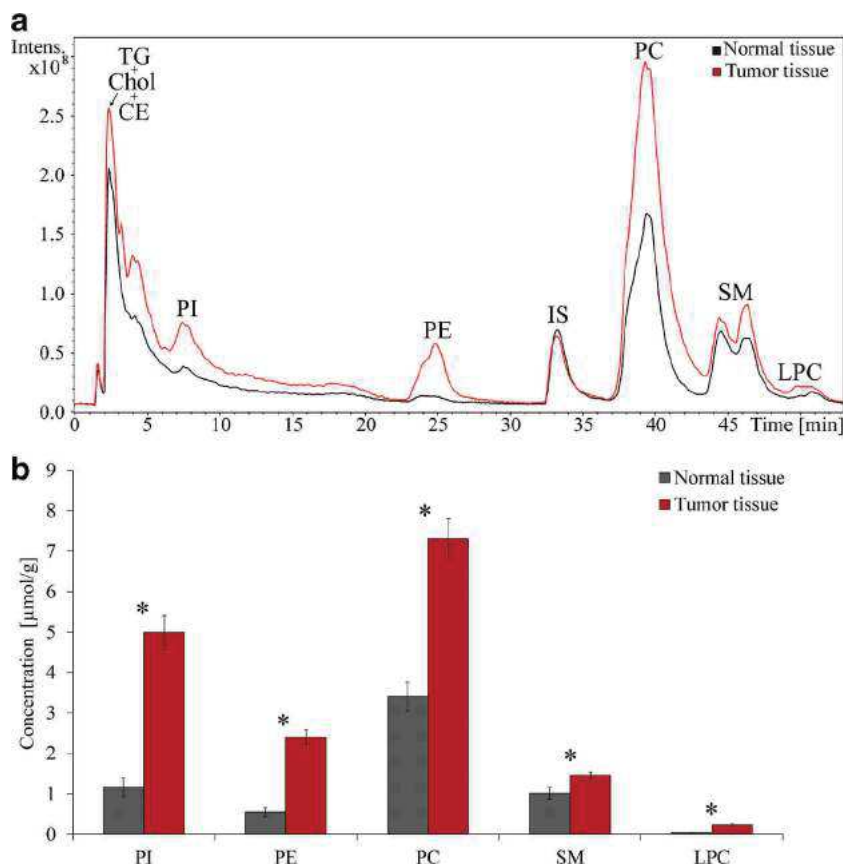 a
Intens.
x10⁸
TG
+
Chol
+
CE
PI
PE
IS
PC
SM
LPC
Normal tissue
Tumor tissue
2.5
2.0
1.5
1.0
0.5
0.0
0 5 10 15 20 25 30 35 40 45 Time [min]
b
Normal tissue
Tumor tissue
Concentration [µmol/g]
9
8
7
6
5
4
3
2
1
0
* * * * *
PI PE PC SM LPC